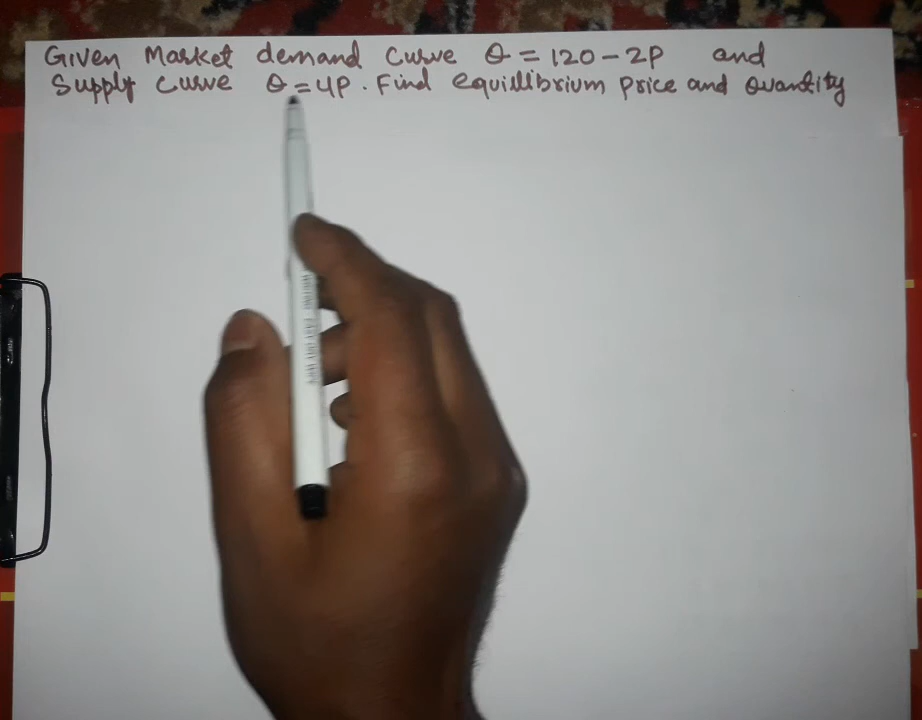 Given Market demand Curve Q = 120 - 2P and
Supply Curve Q = 4P. Find equillibrium price and Quantity